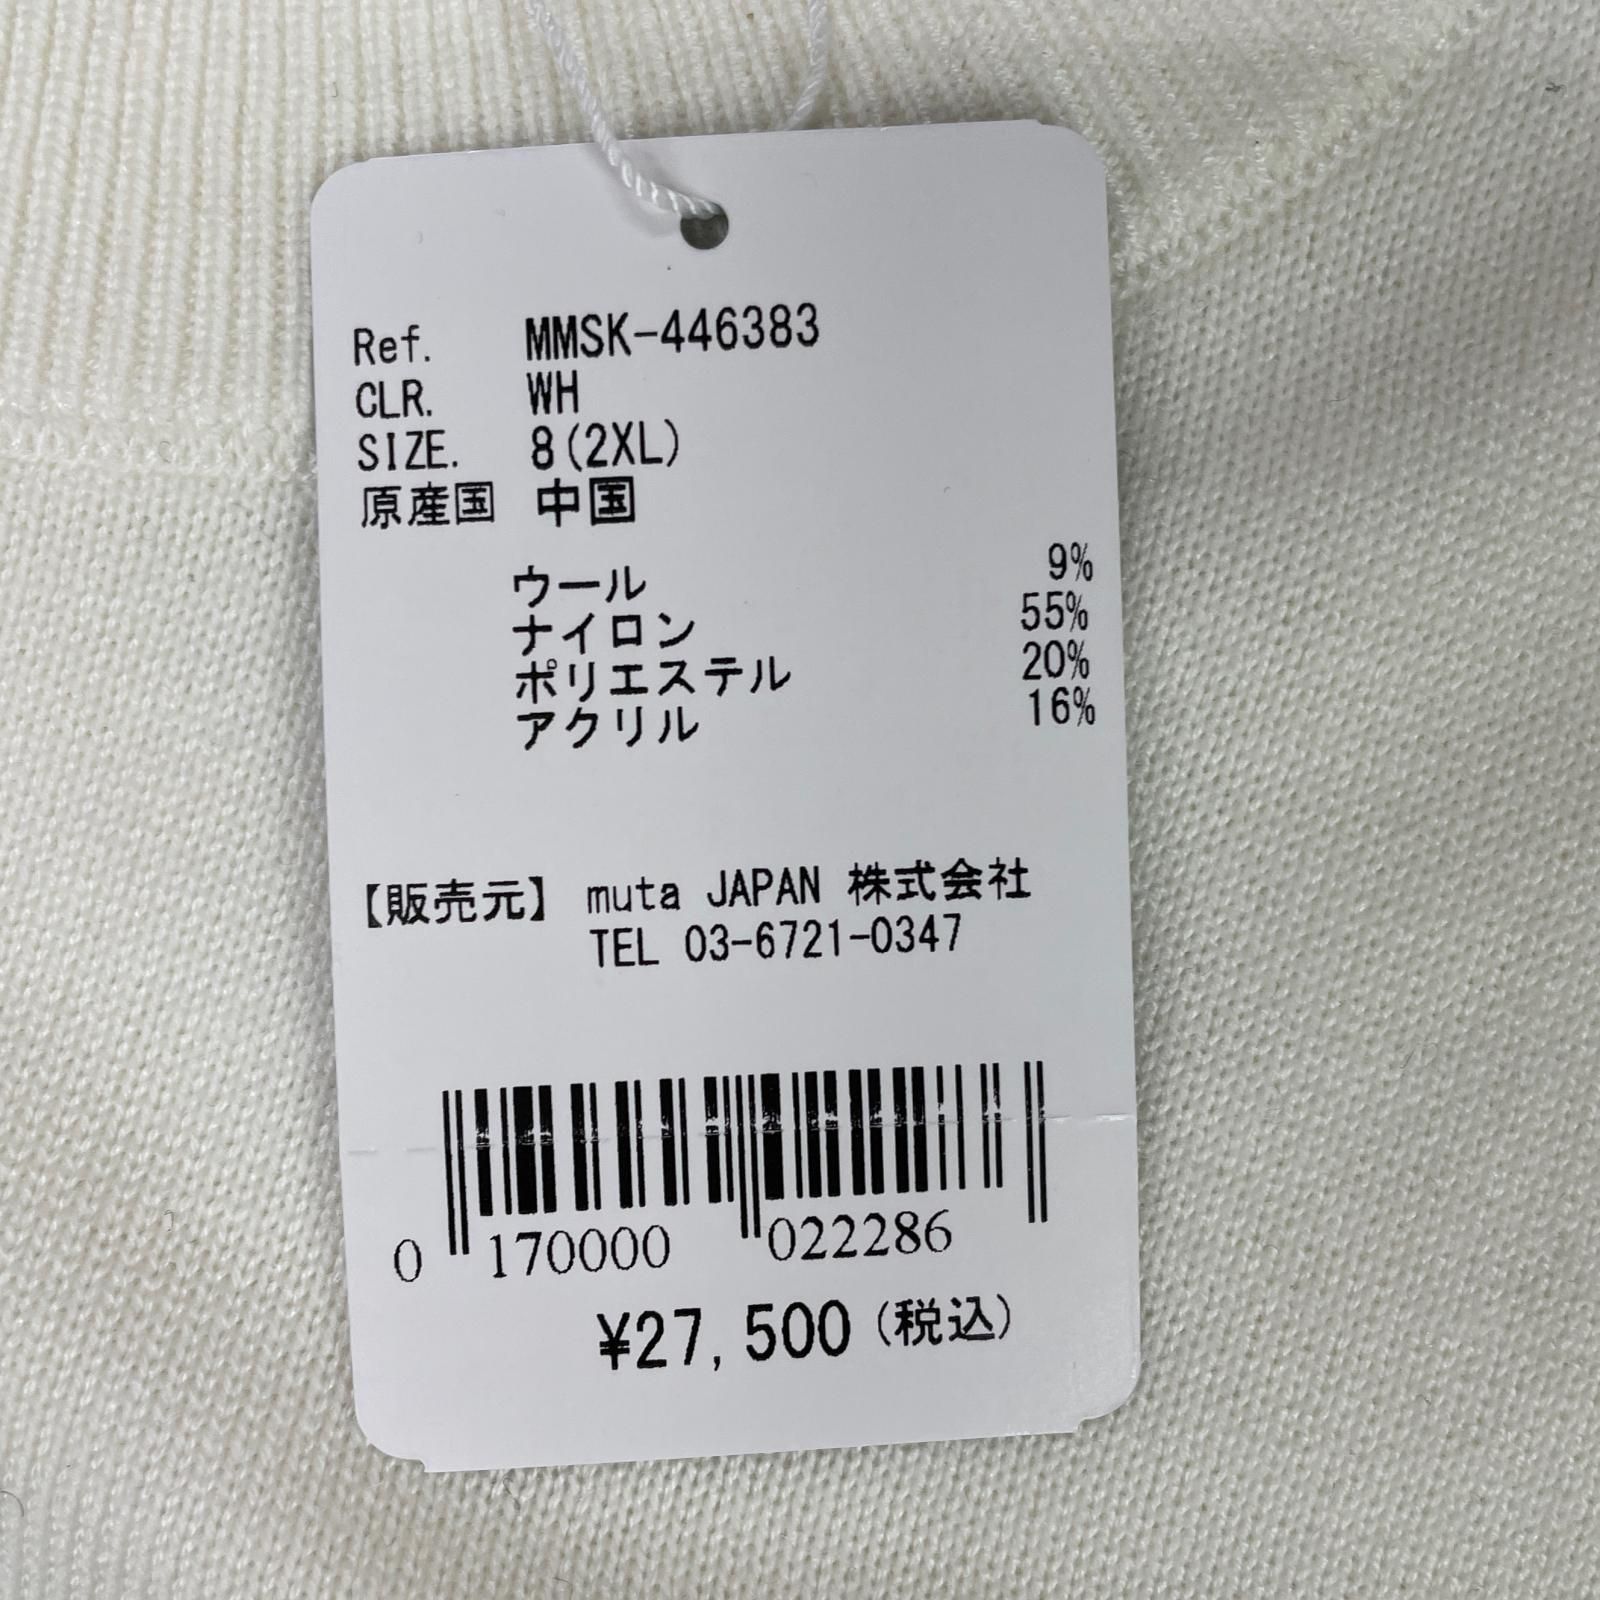 Ref. MMSK-446383
CLR. WH
SIZE. 8(2XL)
原産国 中国
ウール 9%
ナイロン 55%
ポリエステル 20%
アクリル 16%
【販売元】 muta JAPAN 株式会社
TEL 03-6721-0347
0 170000 022286
¥27,500(税込)